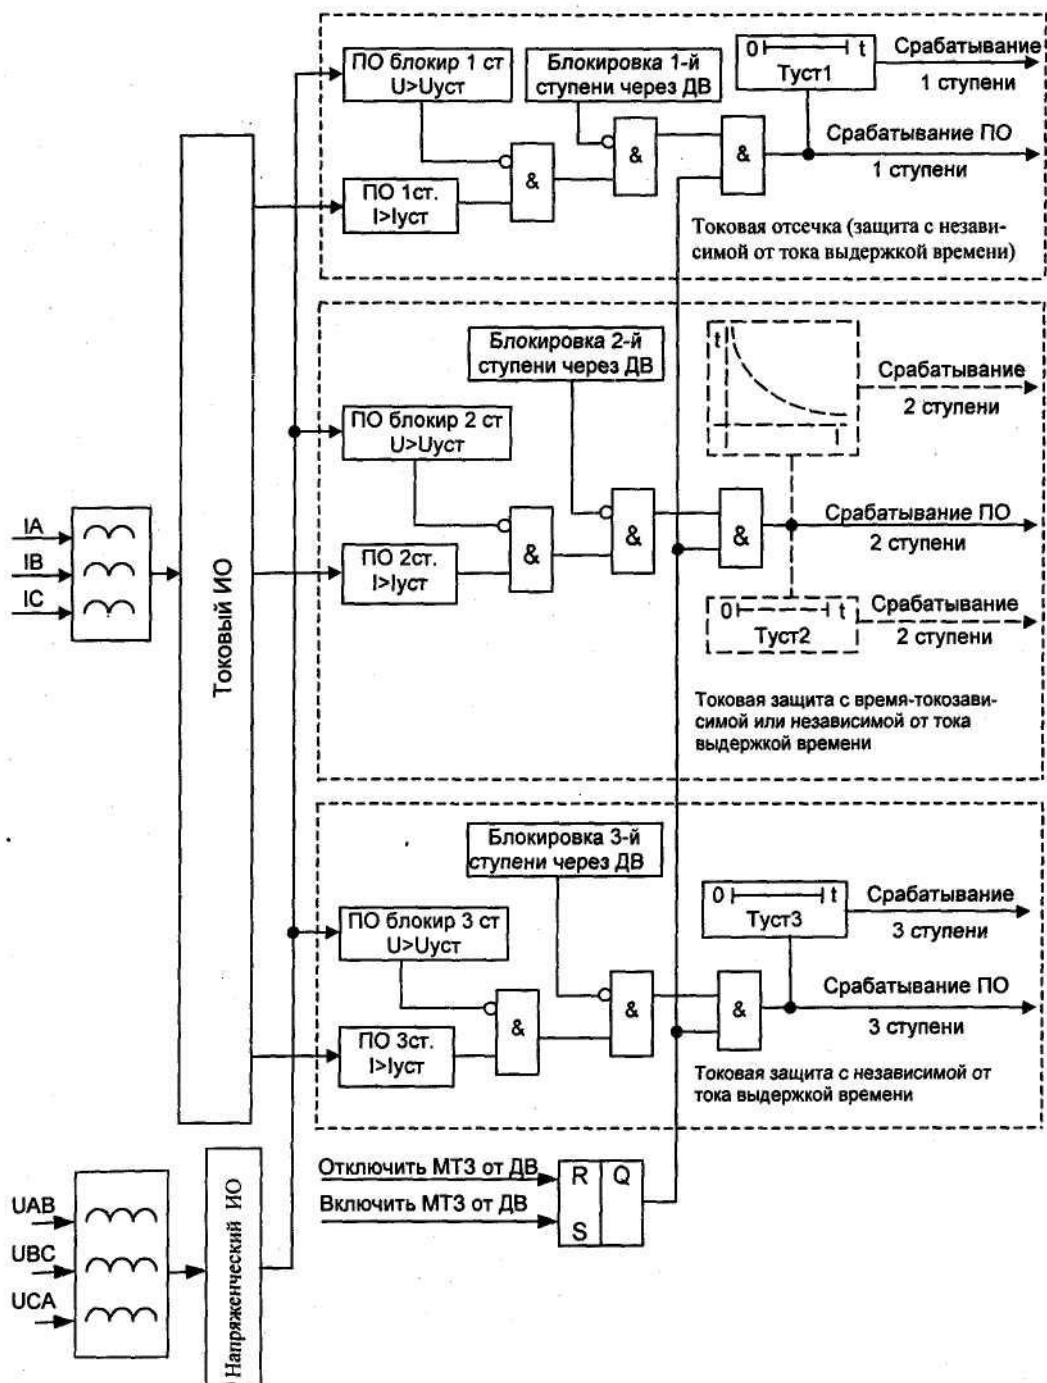 ПО блокир 1 ст
U>Uуст
Блокировка 1-й
ступени через ДВ
0 t
Туст1
Срабатывание
1 ступени
&
&
&
Срабатывание ПО
1 ступени
ПО 1ст.
I>Iуст
Токовая отсечка (защита с незави-
симой от тока выдержкой времени)
Блокировка 2-й
ступени через ДВ
t
I
Срабатывание
2 ступени
ПО блокир 2 ст
U>Uуст
&
&
&
Срабатывание ПО
2 ступени
ПО 2ст.
I>Iуст
0 t
Туст2
Срабатывание
2 ступени
Токовая защита с время-токозави-
симой или независимой от тока
выдержкой времени
IA
IB
IC
Токовый ИО
Блокировка 3-й
ступени через ДВ
0 t
Туст3
Срабатывание
3 ступени
ПО блокир 3 ст
U>Uуст
&
&
&
Срабатывание ПО
3 ступени
ПО 3ст.
I>Iуст
Токовая защита с независимой от
тока выдержкой времени
Отключить МТЗ от ДВ
Включить МТЗ от ДВ
R Q
S
UAB
UBC
UCA
Напряженческий ИО